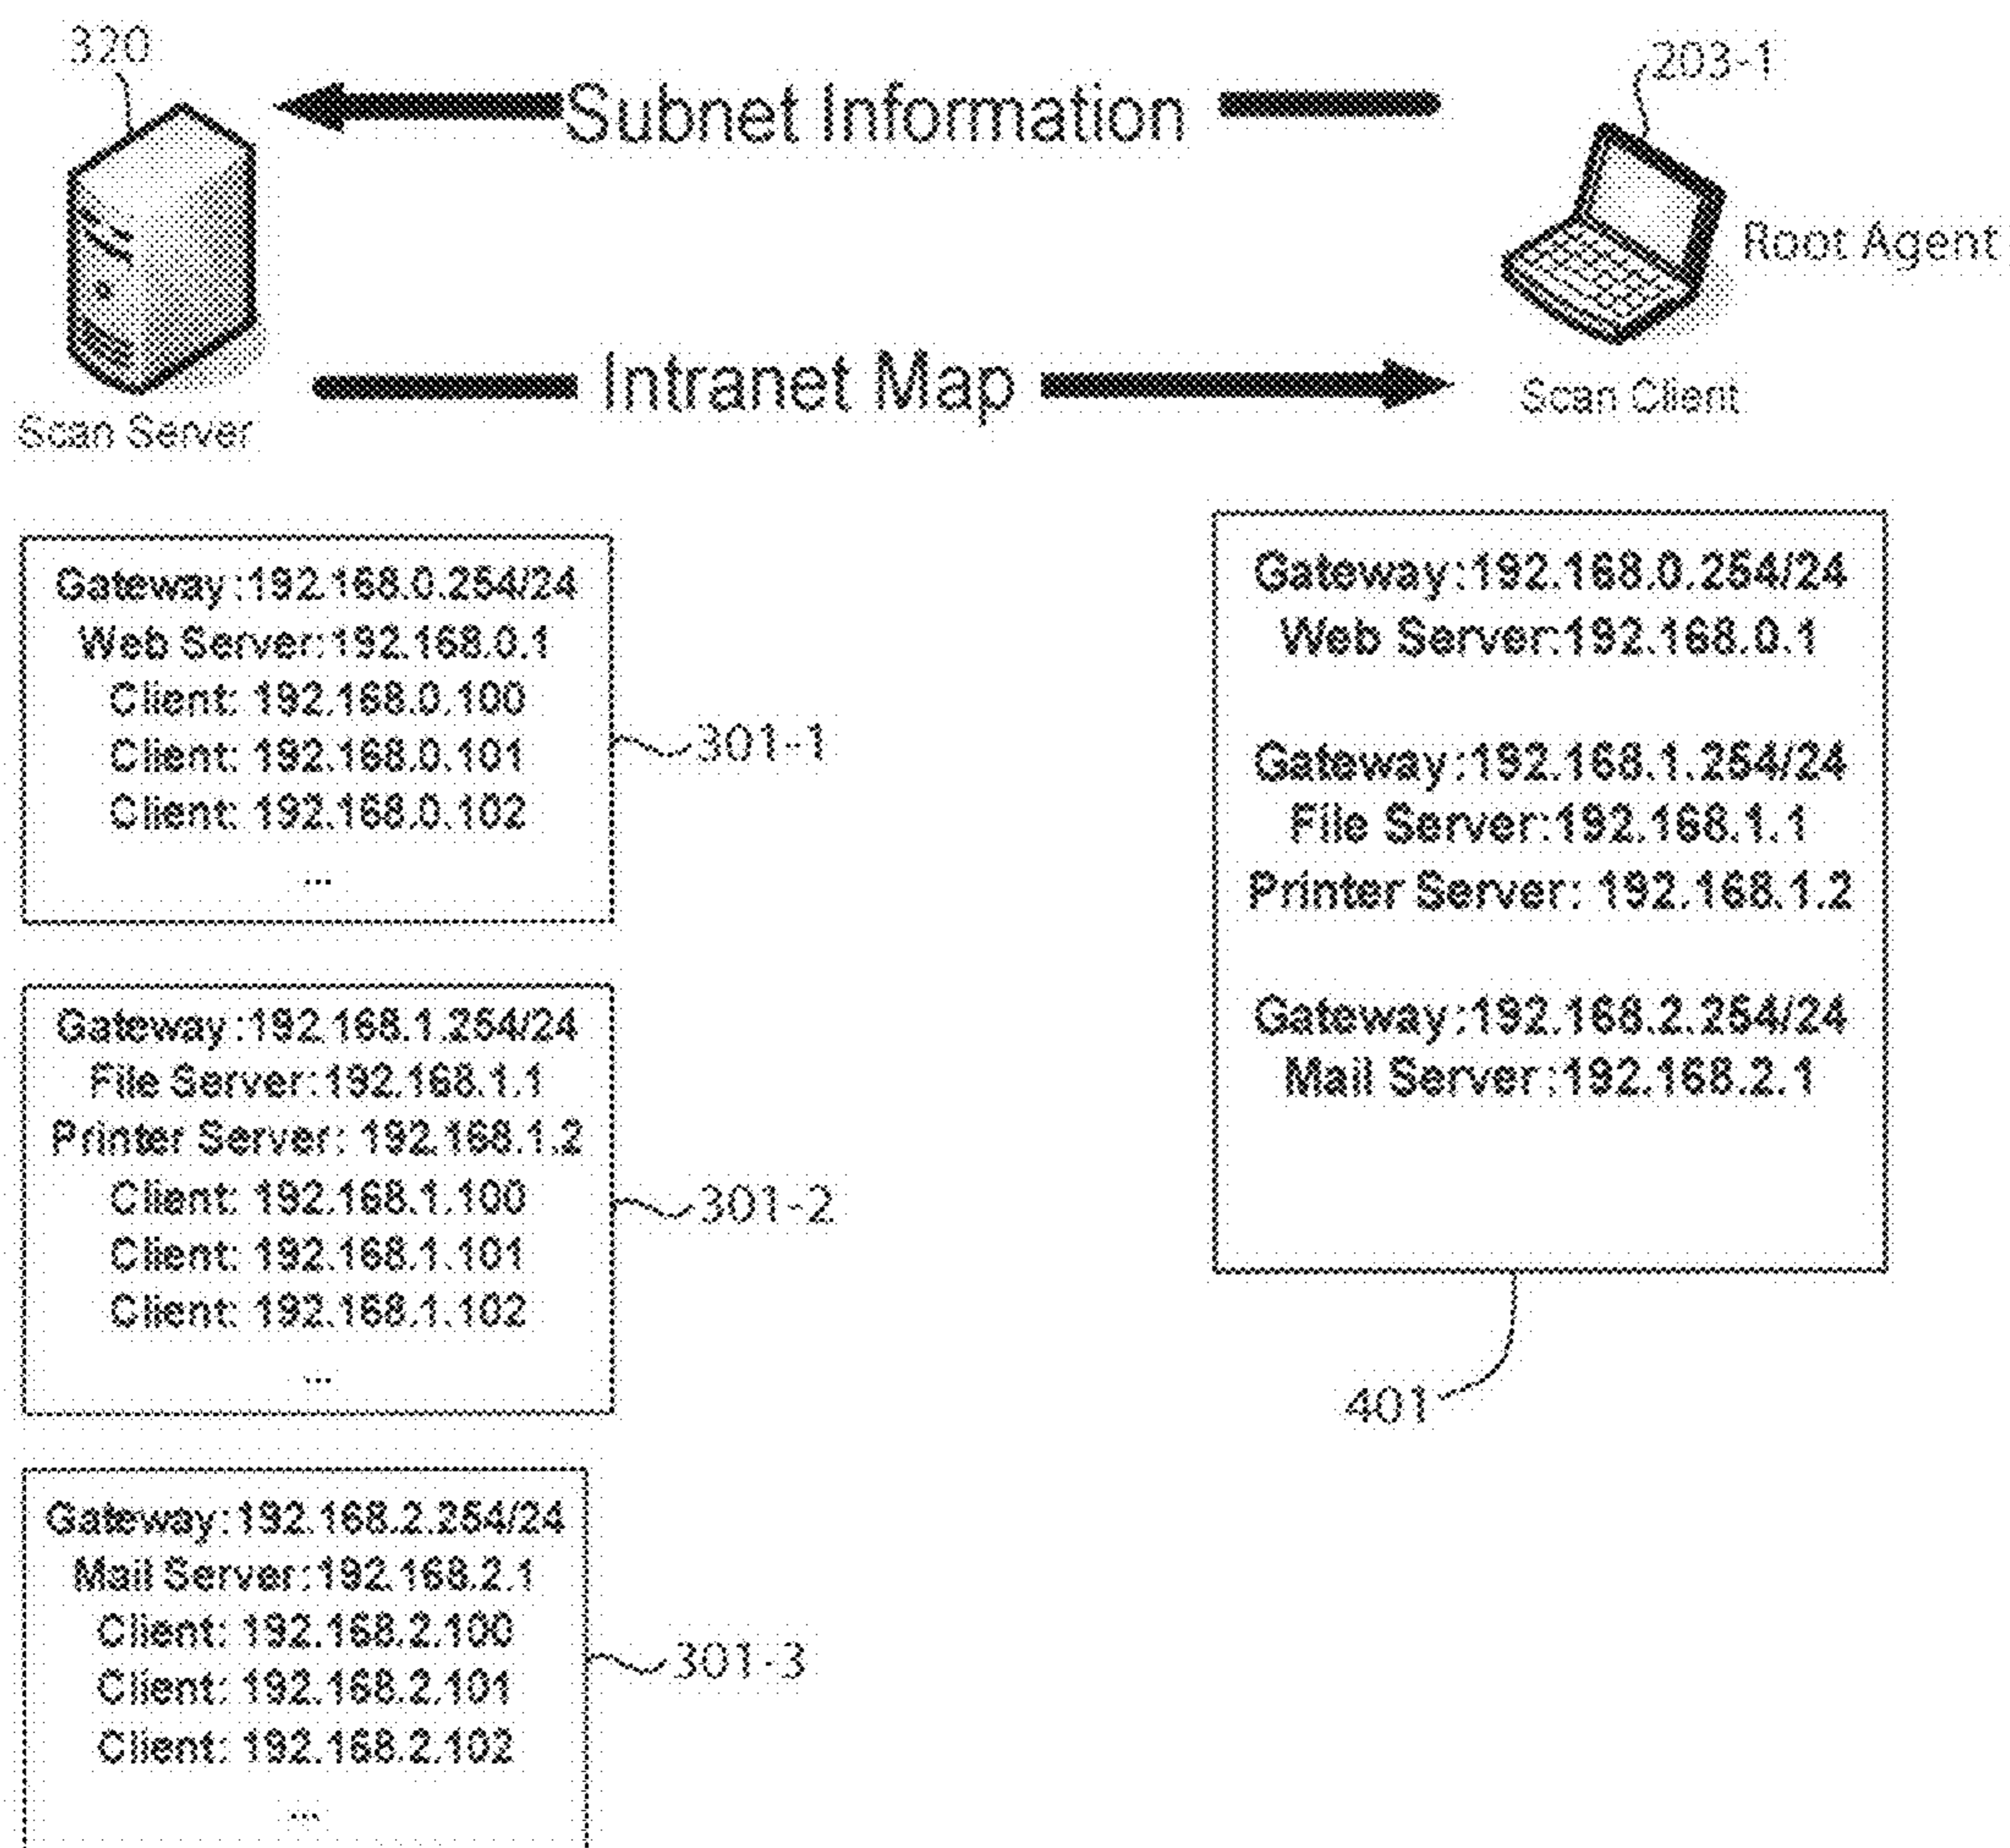 320
203-1
Subnet Information
Root Agent
Intranet Map
Scan Server
Scan Client
Gateway:192.168.0.254/24
Web Server:192.168.0.1
Client: 192.168.0.100
Client: 192.168.0.101
Client: 192.168.0.102
...
301-1
Gateway:192.168.1.254/24
File Server:192.168.1.1
Printer Server: 192.168.1.2
Client: 192.168.1.100
Client: 192.168.1.101
Client: 192.168.1.102
...
301-2
Gateway:192.168.2.254/24
Mail Server:192.168.2.1
Client: 192.168.2.100
Client: 192.168.2.101
Client: 192.168.2.102
...
301-3
Gateway:192.168.0.254/24
Web Server:192.168.0.1
Gateway:192.168.1.254/24
File Server:192.168.1.1
Printer Server: 192.168.1.2
Gateway:192.168.2.254/24
Mail Server:192.168.2.1
401